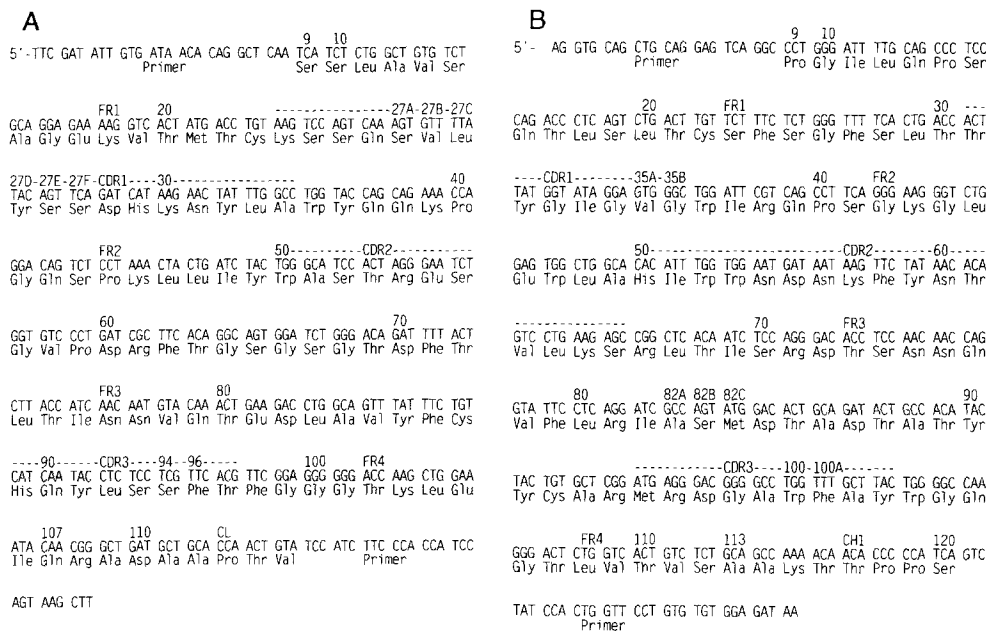 A
9 10
5'-TTC GAT ATT GTG ATA ACA CAG GCT CAA TCA TCT CTG GCT GTG TCT
Primer Ser Ser Leu Ala Val Ser
FR1 20 ------------------27A-27B-27C
GCA GGA GAA AAG GTC ACT ATG ACC TGT AAG TCC AGT CAA AGT GTT TTA
Ala Gly Glu Lys Val Thr Met Thr Cys Lys Ser Ser Gln Ser Val Leu
27D-27E-27F-CDR1----30------------------
TAC AGT TCA GAT CAT AAG AAC TAT TTG GCC TGG TAC CAG CAG AAA CCA
Tyr Ser Ser Asp His Lys Asn Tyr Leu Ala Trp Tyr Gln Gln Lys Pro
40
FR2 50-----------CDR2-------------
GGA CAG TCT CCT AAA CTA CTG ATC TAC TGG GCA TCC ACT AGG GAA TCT
Gly Gln Ser Pro Lys Leu Leu Ile Tyr Trp Ala Ser Thr Arg Glu Ser
60 70
GGT GTC CCT GAT CGC TTC ACA GGC AGT GGA TCT GGG ACA GAT TTT ACT
Gly Val Pro Asp Arg Phe Thr Gly Ser Gly Ser Gly Thr Asp Phe Thr
FR3 80
CTT ACC ATC AAC AAT GTA CAA ACT GAA GAC CTG GCA GTT TAT TTC TGT
Leu Thr Ile Asn Asn Val Gln Thr Glu Asp Leu Ala Val Tyr Phe Cys
----90------CDR3----94--96-----
100 FR4
CAT CAA TAC CTC TCC TCG TTC ACG TTC GGA GGG GGG ACC AAG CTG GAA
His Gln Tyr Leu Ser Ser Phe Thr Phe Gly Gly Gly Thr Lys Leu Glu
107 110 CL
ATA CAA CGG GCT GAT GCT GCA CCA ACT GTA TCC ATC TTC CCA CCA TCC
Ile Gln Arg Ala Asp Ala Ala Pro Thr Val Primer
AGT AAG CTT
B
9 10
5'- AG GTG CAG CTG CAG GAG TCA GGC CCT GGG ATT TTG CAG CCC TCC
Primer Pro Gly Ile Leu Gln Pro Ser
20 FR1 30 ---
CAG ACC CTC AGT CTG ACT TGT TCT TTC TCT GGG TTT TCA CTG ACC ACT
Gln Thr Leu Ser Leu Thr Cys Ser Phe Ser Gly Phe Ser Leu Thr Thr
----CDR1---------35A-35B
40 FR2
TAT GGT ATA GGA GTG GGC TGG ATT CGT CAG CCT TCA GGG AAG GGT CTG
Tyr Gly Ile Gly Val Gly Trp Ile Arg Gln Pro Ser Gly Lys Gly Leu
50---------------------------CDR2---------60-----
GAG TGG CTG GCA CAC ATT TGG TGG AAT GAT AAT AAG TTC TAT AAC ACA
Glu Trp Leu Ala His Ile Trp Trp Asn Asp Asn Lys Phe Tyr Asn Thr
----------------- 70 FR3
GTC CTG AAG AGC CGG CTC ACA ATC TCC AGG GAC ACC TCC AAC AAC CAG
Val Leu Lys Ser Arg Leu Thr Ile Ser Arg Asp Thr Ser Asn Asn Gln
80 82A 82B 82C 90
GTA TTC CTC AGG ATC GCC AGT ATG GAC ACT GCA GAT ACT GCC ACA TAC
Val Phe Leu Arg Ile Ala Ser Met Asp Thr Ala Asp Thr Ala Thr Tyr
--------------CDR3----100-100A-------
TAC TGT GCT CGG ATG AGG GAC GGG GCC TGG TTT GCT TAC TGG GGC CAA
Tyr Cys Ala Arg Met Arg Asp Gly Ala Trp Phe Ala Tyr Trp Gly Gln
FR4 110 113 CH1 120
GGG ACT CTG GTC ACT GTC TCT GCA GCC AAA ACA ACA CCC CCA TCA GTC
Gly Thr Leu Val Thr Val Ser Ala Ala Lys Thr Thr Pro Pro Ser
TAT CCA CTG GTT CCT GTG TGT GGA GAT AA
Primer